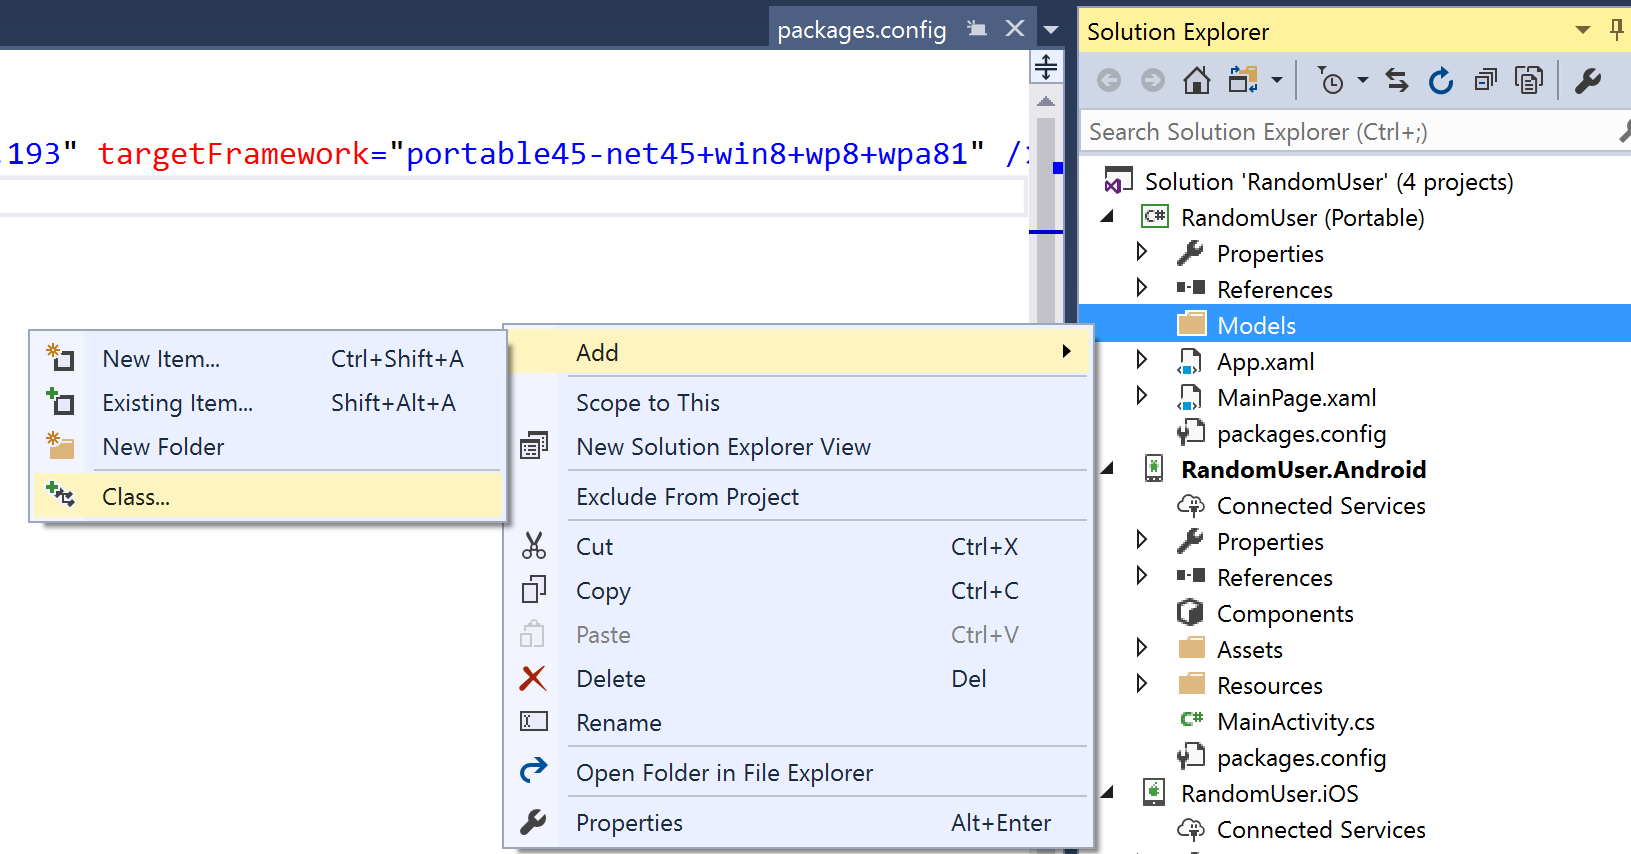 packages.config
.193" targetFramework="portable45-net45+win8+wp8+wpa81" />
New Item... Ctrl+Shift+A
Existing Item... Shift+Alt+A
New Folder
Class...
Add
Scope to This
New Solution Explorer View
Exclude From Project
Cut Ctrl+X
Copy Ctrl+C
Paste Ctrl+V
Delete Del
Rename
Open Folder in File Explorer
Properties Alt+Enter
Solution Explorer
Search Solution Explorer (Ctrl+;)
Solution 'RandomUser' (4 projects)
C# RandomUser (Portable)
Properties
References
Models
App.xaml
MainPage.xaml
packages.config
RandomUser.Android
Connected Services
Properties
References
Components
Assets
Resources
C# MainActivity.cs
packages.config
RandomUser.iOS
Connected Services